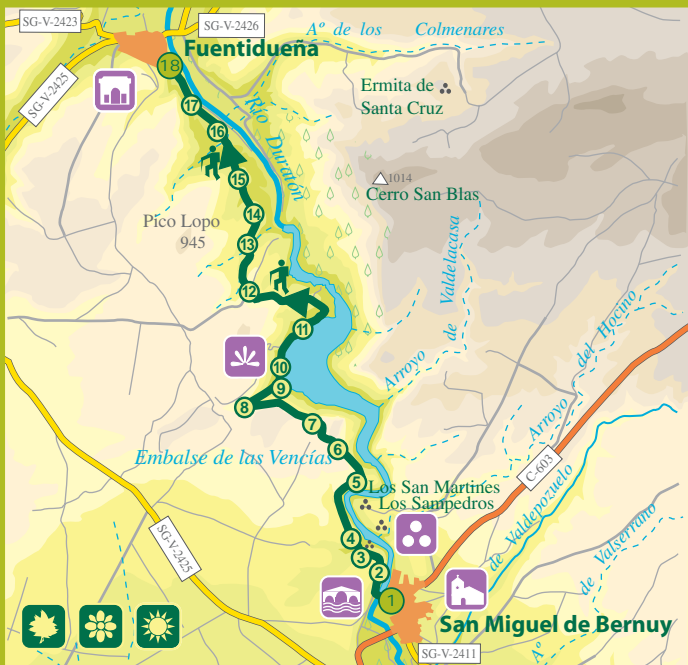 SG-V-2423
SG-V-2426
Aº de los Colmenares
Fuentidueña
18
SG-V-2425
Ermita de
Santa Cruz
17
Río Duratón
16
15
1014
Cerro San Blas
14
Pico Lopo
945
13
Arroyo de Valdelacasa
12
11
Arroyo del Hocino
10
9
8
7
6
Embalse de las Vencías
C-603
5
Los San Martines
Los Sampedros
4
3
2
1
de Valdepozuelo
Aº de Valserrano
SG-V-2425
San Miguel de Bernuy
SG-V-2411